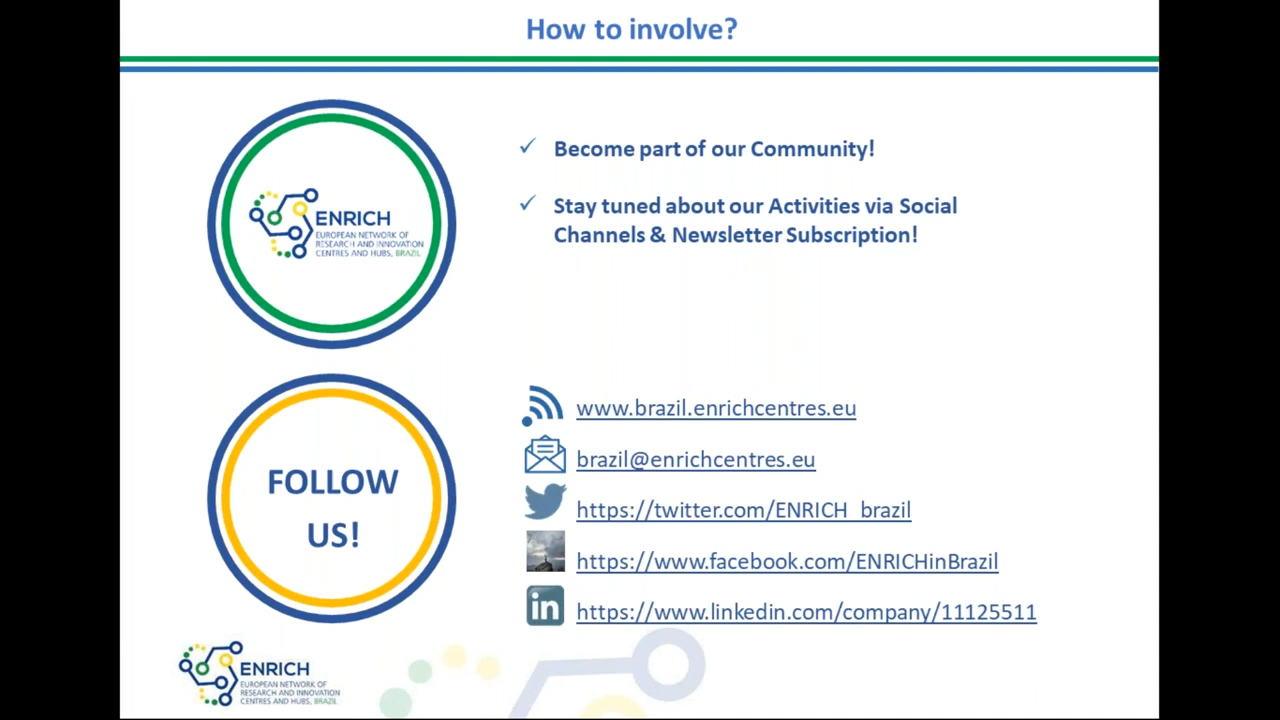 How to involve?
ENRICH
EUROPEAN NETWORK OF
RESEARCH AND INNOVATION
CENTRES AND HUBS, BRAZIL
✓ Become part of our Community!
✓ Stay tuned about our Activities via Social
Channels & Newsletter Subscription!
FOLLOW
US!
www.brazil.enrichcentres.eu
brazil@enrichcentres.eu
https://twitter.com/ENRICH_brazil
https://www.facebook.com/ENRICHinBrazil
in
https://www.linkedin.com/company/11125511
ENRICH
EUROPEAN NETWORK OF
RESEARCH AND INNOVATION
CENTRES AND HUBS, BRAZIL